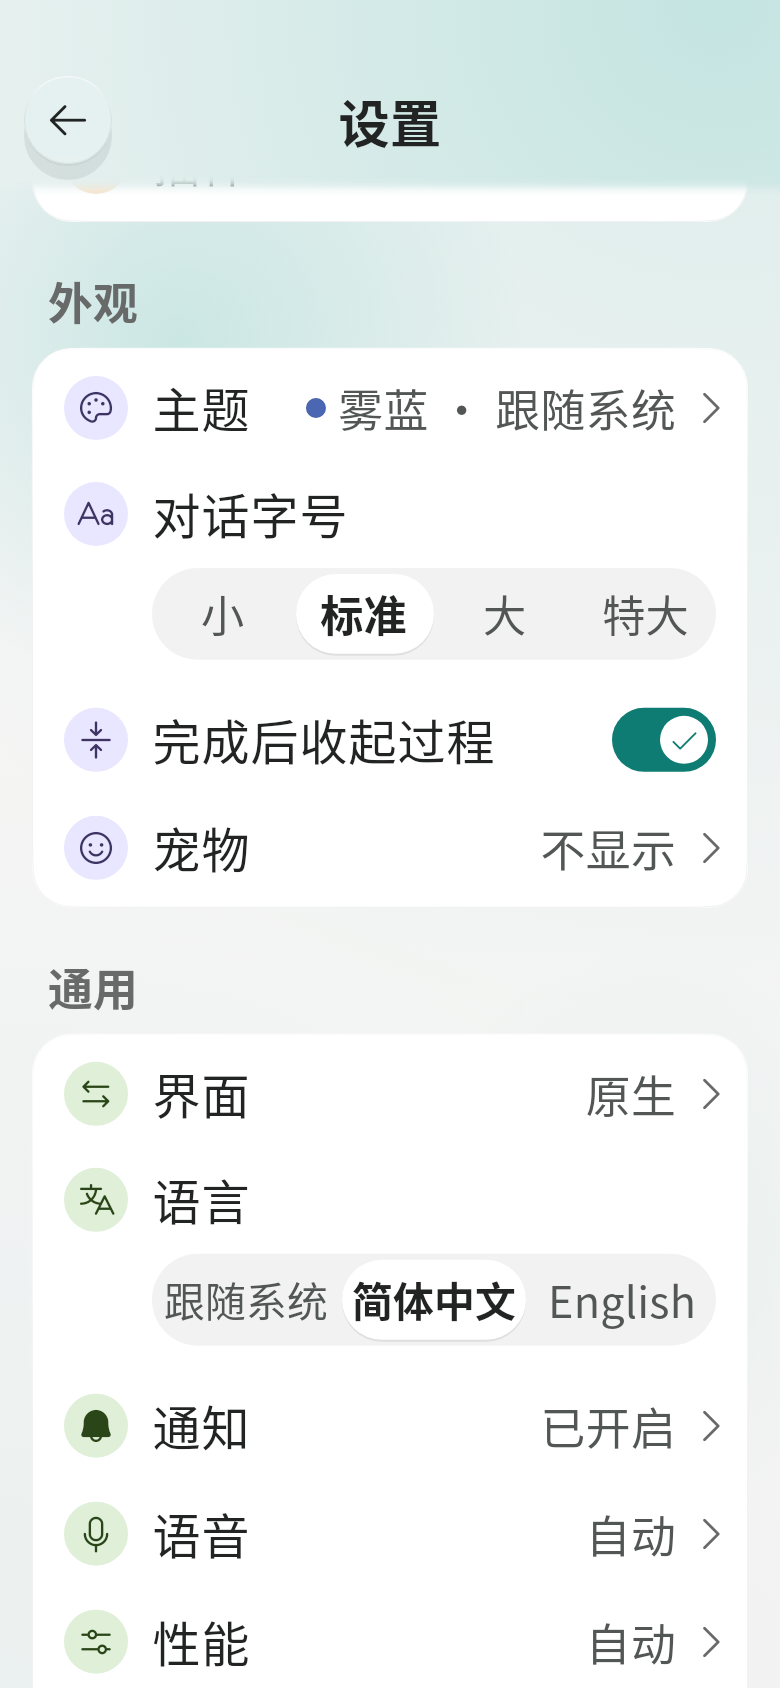 设置
外观
主题 雾蓝 · 跟随系统
Aa 对话字号
小 标准 大 特大
完成后收起过程
宠物 不显示
通用
界面 原生
文A 语言
跟随系统 简体中文 English
通知 已开启
语音 自动
性能 自动